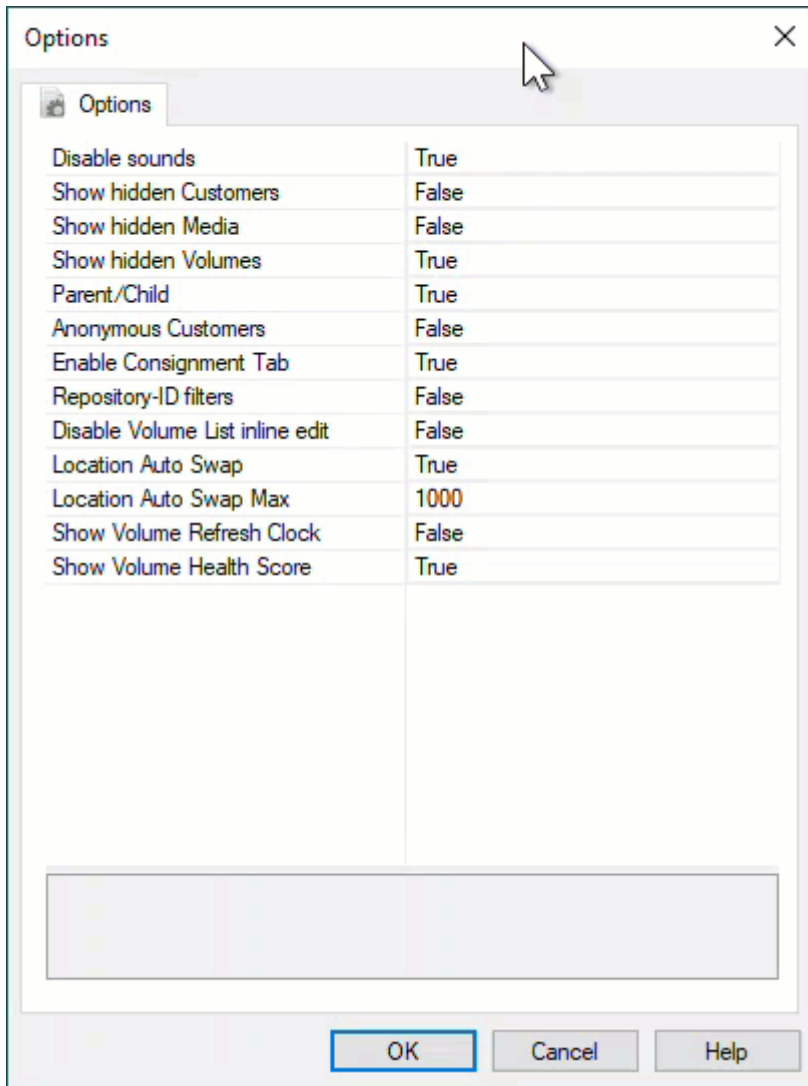 Options
Options
Disable sounds True
Show hidden Customers False
Show hidden Media False
Show hidden Volumes True
Parent/Child True
Anonymous Customers False
Enable Consignment Tab True
Repository-ID filters False
Disable Volume List inline edit False
Location Auto Swap True
Location Auto Swap Max 1000
Show Volume Refresh Clock False
Show Volume Health Score True
OK Cancel Help